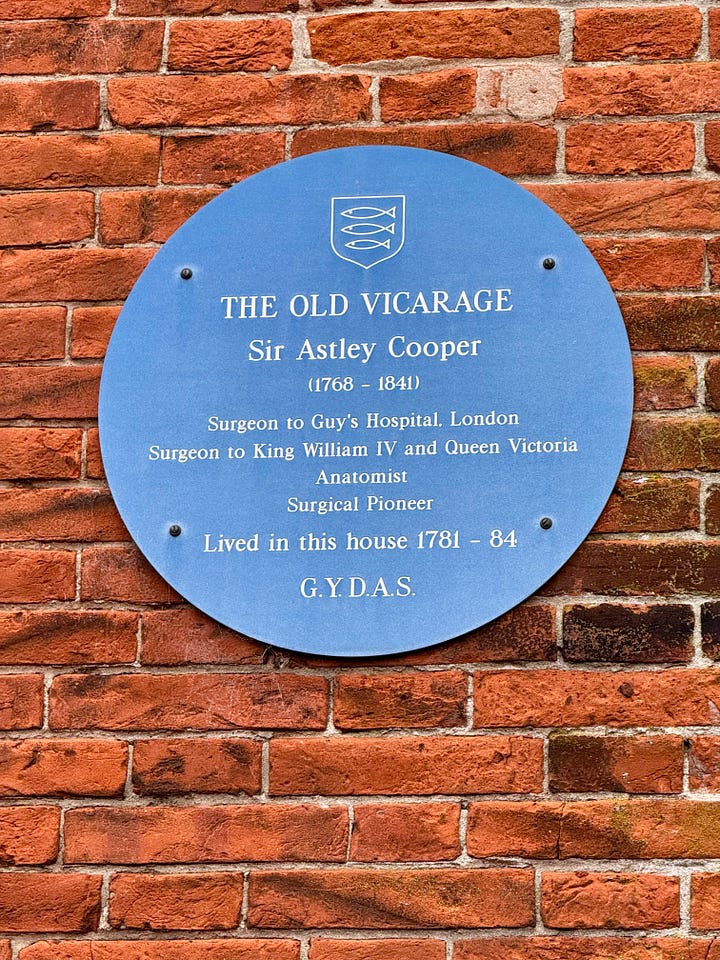 THE OLD VICARAGE
Sir Astley Cooper
(1768 - 1841)
Surgeon to Guy's Hospital, London
Surgeon to King William IV and Queen Victoria
Anatomist
Surgical Pioneer
Lived in this house 1781 - 84
G.Y.D.A.S.